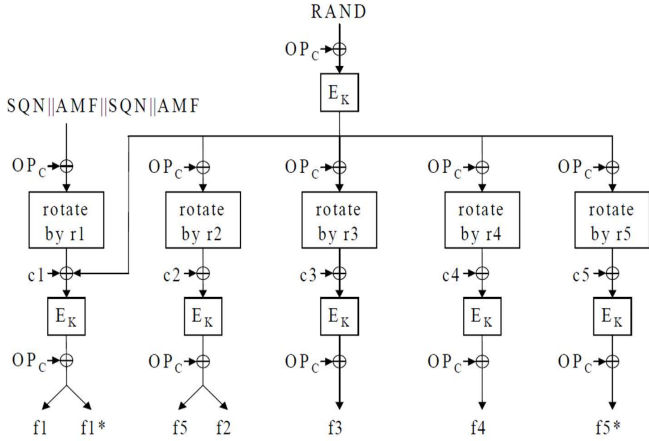 RAND
OPC
EK
SQN||AMF||SQN||AMF
OPC OPC OPC OPC OPC
rotate by r1
rotate by r2
rotate by r3
rotate by r4
rotate by r5
c1 c2 c3 c4 c5
EK EK EK EK EK
OPC OPC OPC OPC OPC
f1 f1* f5 f2 f3 f4 f5*